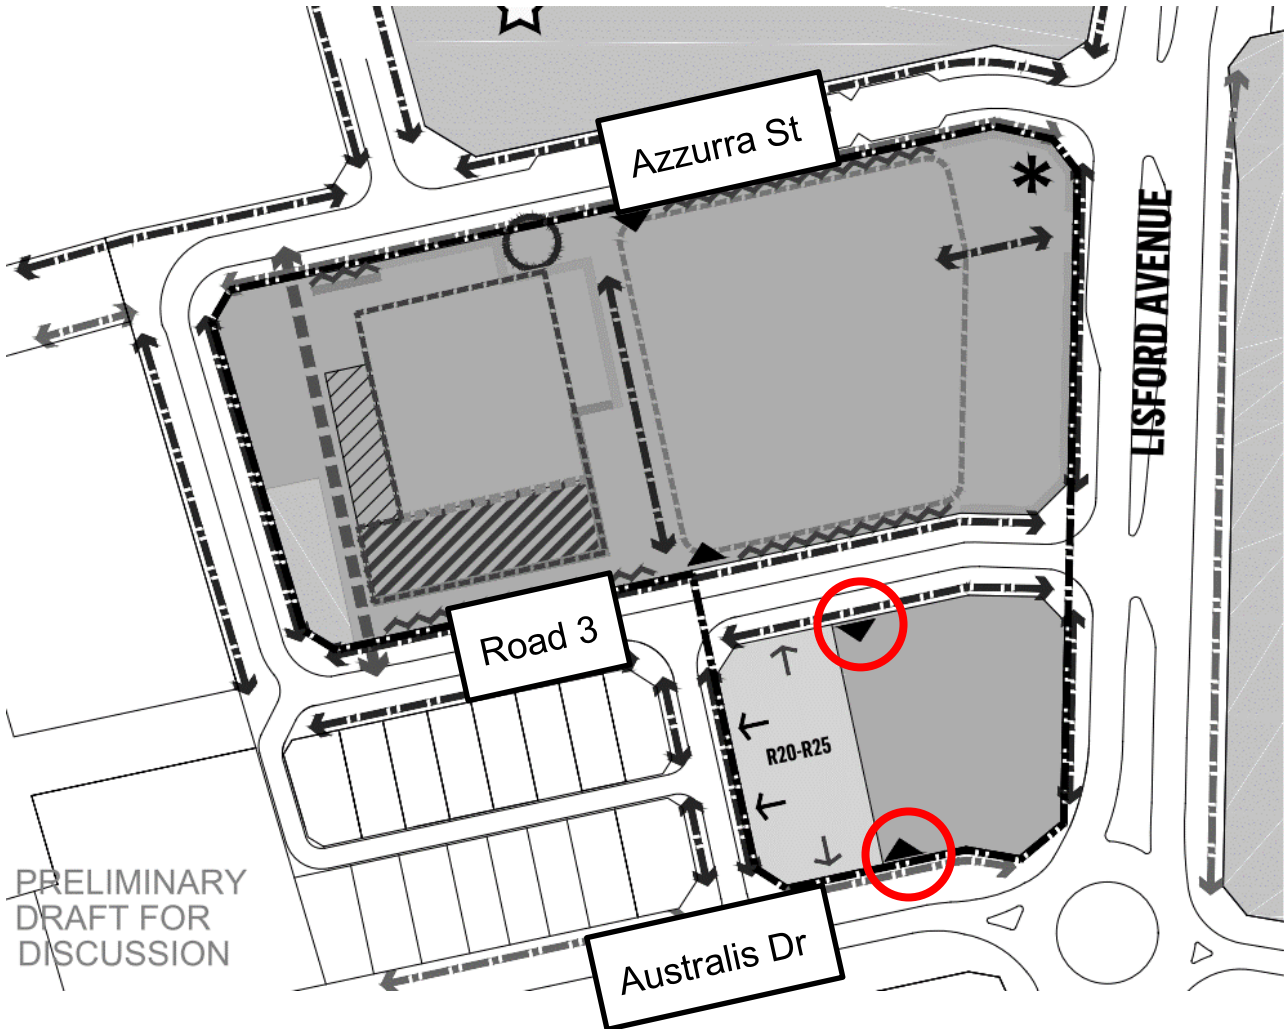 Azzurra St
LISFORD AVENUE
Road 3
R20-R25
PRELIMINARY
DRAFT FOR
DISCUSSION
Australis Dr